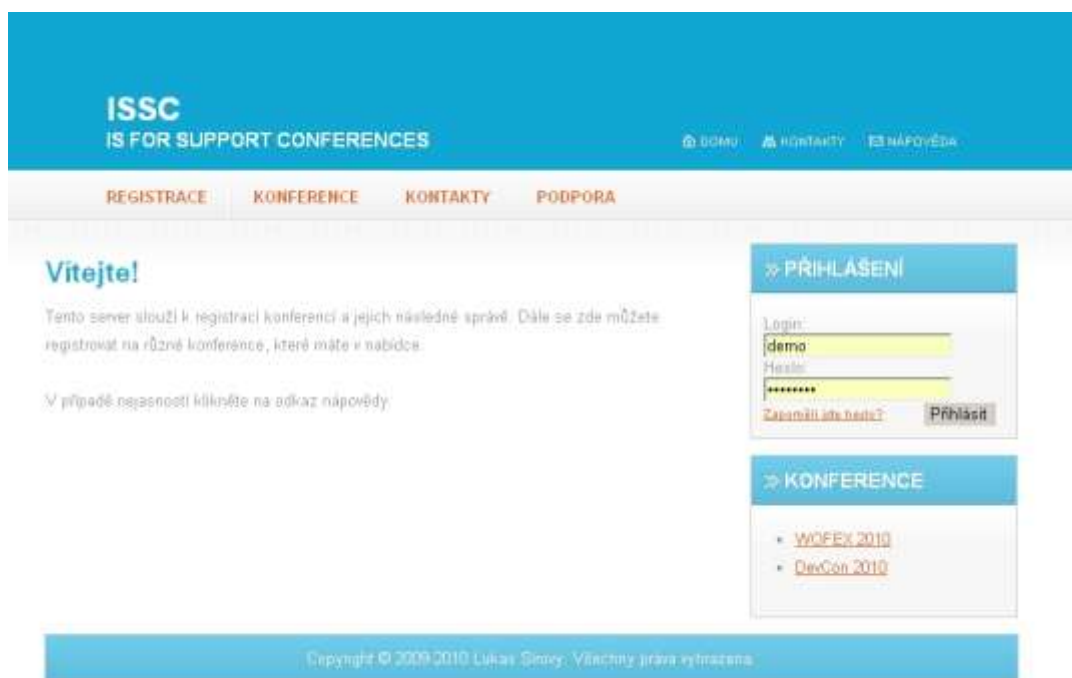 ISSC
IS FOR SUPPORT CONFERENCES
DOMU KONTAKTY NÁPOVĚDA
REGISTRACE KONFERENCE KONTAKTY PODPORA
Vítejte!
Tento server slouží k registraci konferencí a jejich následné správě. Dále se zde můžete
registrovat na různé konference, které máte v nabídce.
V případě nejasností klikněte na odkaz nápovědy
» PŘIHLÁŠENÍ
Login:
demo
Heslo:
••••••••
Zapomněli jste heslo? Přihlásit
» KONFERENCE
WOFEX 2010
DevCon 2010
Copyright © 2009-2010 Lukas Sirovy. Všechny práva vyhrazena.